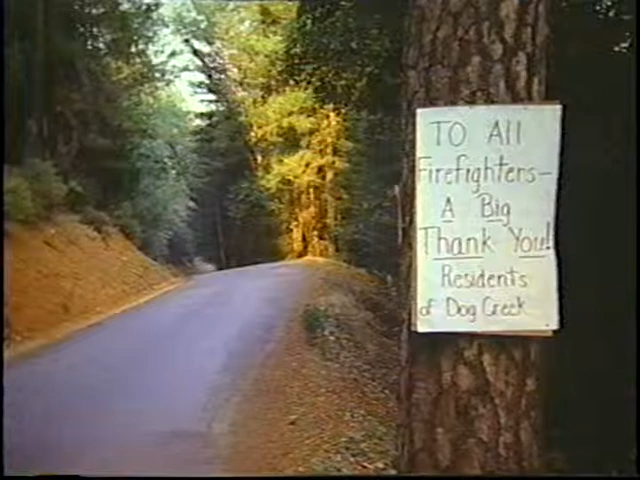 TO All
Firefighters-
A Big
Thank You!
Residents
of Dog Creek